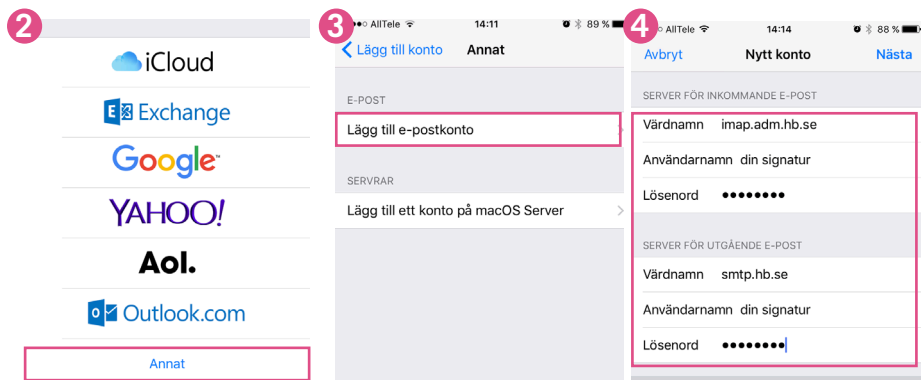 2
iCloud
Exchange
Google
YAHOO!
Aol.
Outlook.com
Annat
3
AllTele 14:11 89 %
Lägg till konto Annat
E-POST
Lägg till e-postkonto
SERVRAR
Lägg till ett konto på macOS Server
4
AllTele 14:14 88 %
Avbryt Nytt konto Nästa
SERVER FÖR INKOMMANDE E-POST
Värdnamn imap.adm.hb.se
Användarnamn din signatur
Lösenord ●●●●●●●●
SERVER FÖR UTGÅENDE E-POST
Värdnamn smtp.hb.se
Användarnamn din signatur
Lösenord ●●●●●●●●